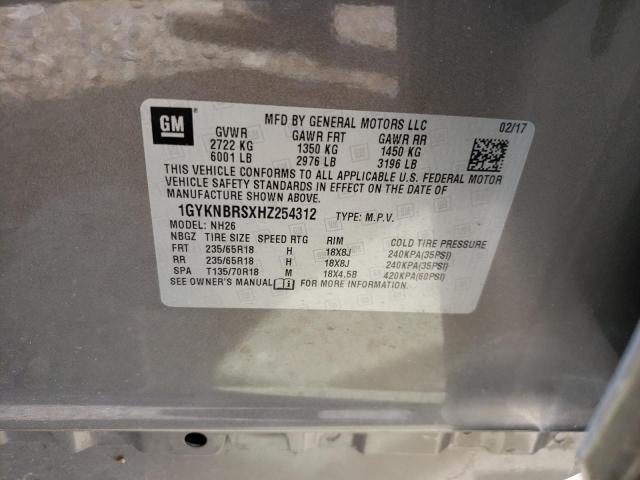 GM
MFD BY GENERAL MOTORS LLC 02/17
GVWR GAWR FRT GAWR RR
2722 KG 1350 KG 1450 KG
6001 LB 2976 LB 3196 LB
THIS VEHICLE CONFORMS TO ALL APPLICABLE U.S. FEDERAL MOTOR
VEHICLE SAFETY STANDARDS IN EFFECT ON THE DATE OF
MANUFACTURE SHOWN ABOVE.
1GYKNBRSXHZ254312 TYPE: M.P.V.
MODEL: NH26
NBGZ TIRE SIZE SPEED RTG RIM COLD TIRE PRESSURE
FRT 235/65R18 H 18X8J 240KPA(35PSI)
RR 235/65R18 H 18X8J 240KPA(35PSI)
SPA T135/70R18 M 18X4.5B 420KPA(60PSI)
SEE OWNER'S MANUAL FOR MORE INFORMATION.